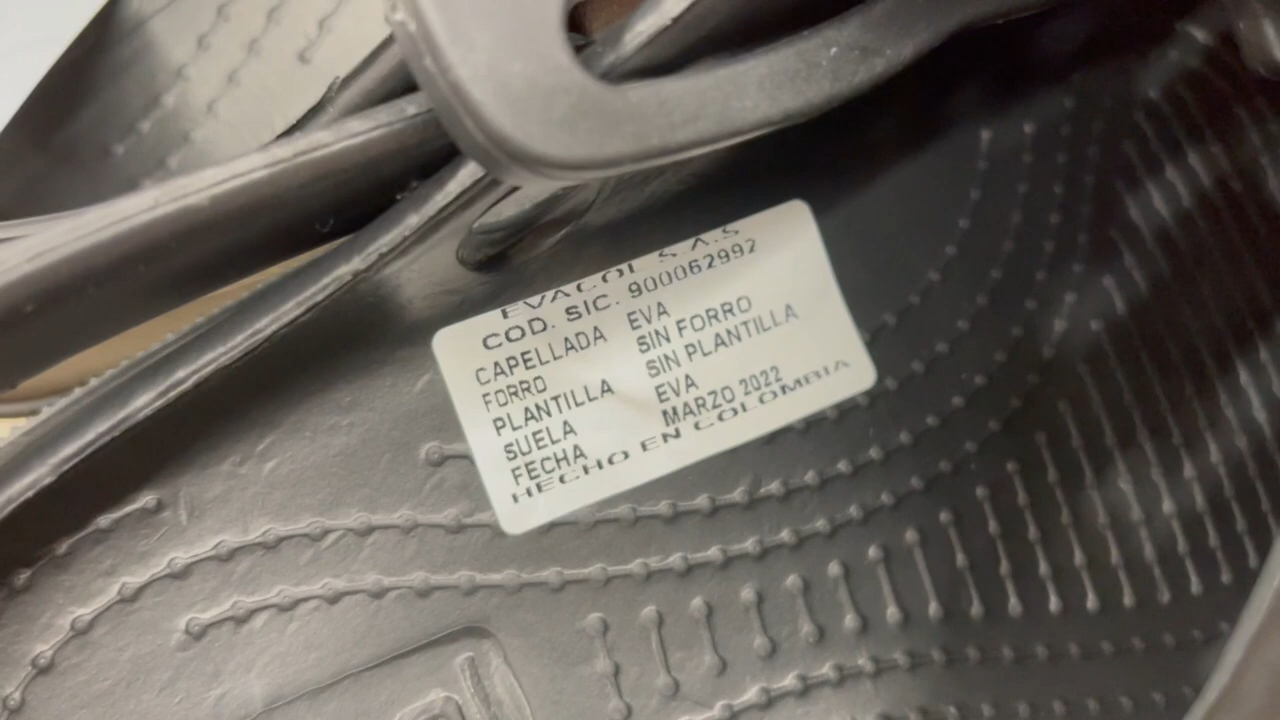 EVACOL S.A.S
COD. SIC. 900062992
CAPELLADA EVA
FORRO SIN FORRO
PLANTILLA SIN PLANTILLA
SUELA EVA
FECHA MARZO 2022
HECHO EN COLOMBIA